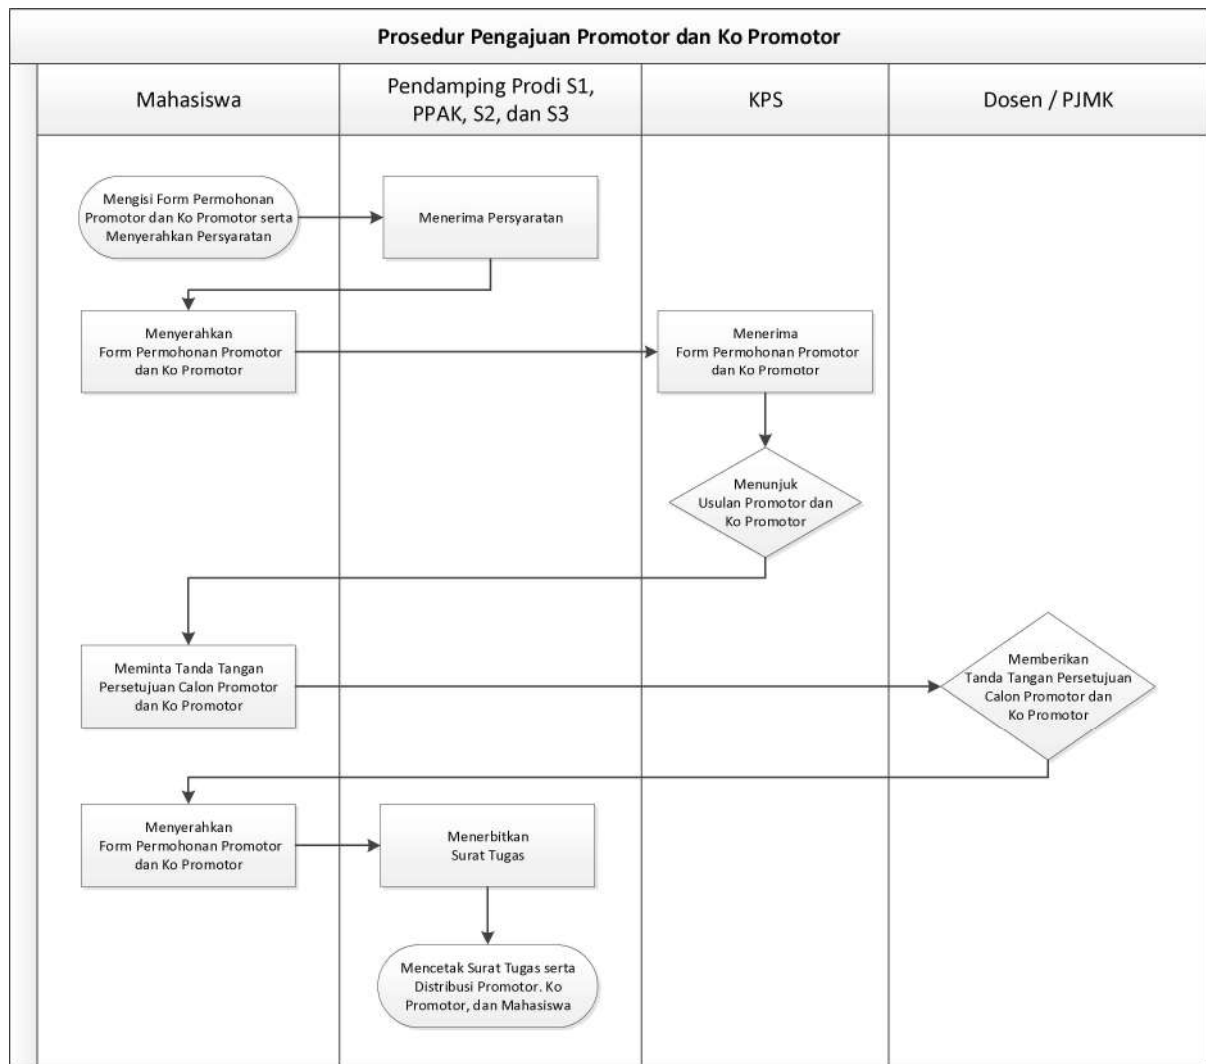 Prosedur Pengajuan Promotor dan Ko Promotor
Mahasiswa
Pendamping Prodi S1,
PPAK, S2, dan S3
KPS
Dosen / PJMK
Mengisi Form Permohonan
Promotor dan Ko Promotor serta
Menyerahkan Persyaratan
Menerima Persyaratan
Menyerahkan
Form Permohonan Promotor
dan Ko Promotor
Menerima
Form Permohonan Promotor
dan Ko Promotor
Menunjuk
Usulan Promotor dan
Ko Promotor
Meminta Tanda Tangan
Persetujuan Calon Promotor
dan Ko Promotor
Memberikan
Tanda Tangan Persetujuan
Calon Promotor dan
Ko Promotor
Menyerahkan
Form Permohonan Promotor
dan Ko Promotor
Menerbitkan
Surat Tugas
Mencetak Surat Tugas serta
Distribusi Promotor. Ko
Promotor, dan Mahasiswa